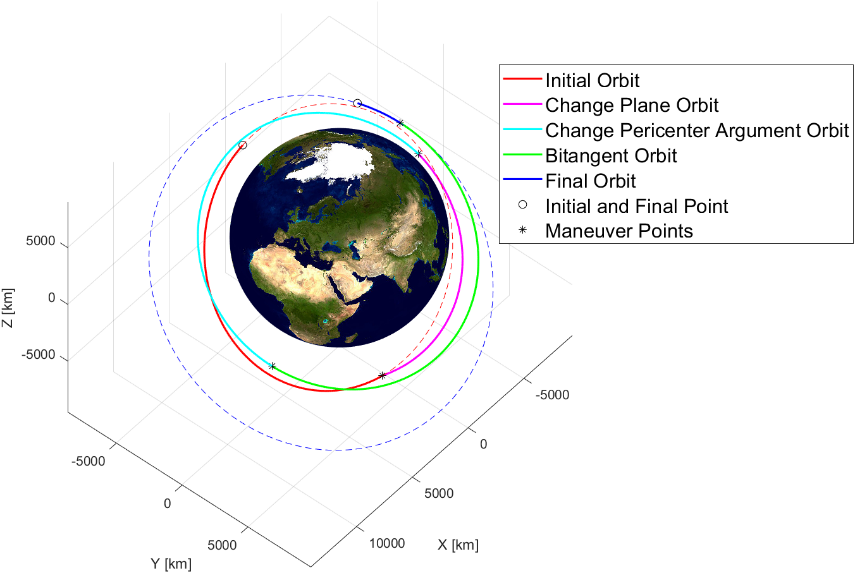 Initial Orbit
Change Plane Orbit
Change Pericenter Argument Orbit
Bitangent Orbit
Final Orbit
Initial and Final Point
Maneuver Points
5000
0
-5000
Z [km]
-5000
0
5000
Y [km]
-5000
0
5000
10000
X [km]